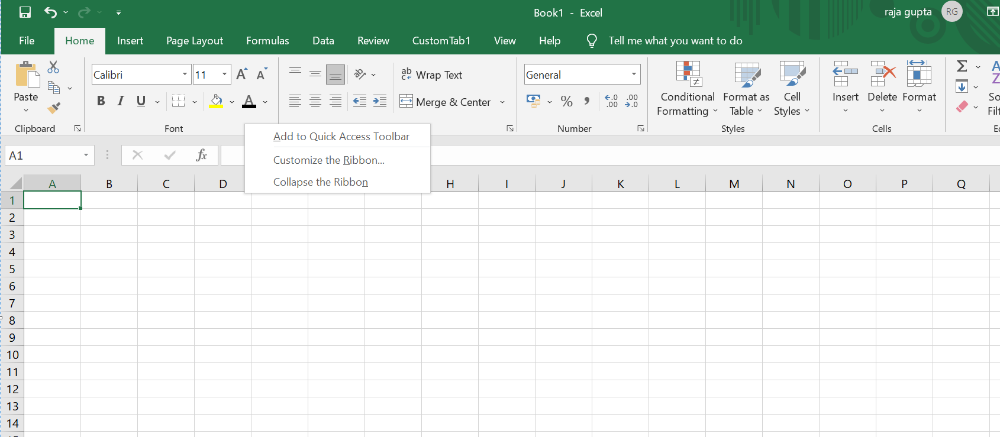 Book1 - Excel
raja gupta RG
File Home Insert Page Layout Formulas Data Review CustomTab1 View Help Tell me what you want to do
Calibri 11 A A ab c Wrap Text General Σ
Paste B I U A Merge & Center % , .0 .00 .00 .0 Conditional Formatting Format as Table Cell Styles Insert Delete Format
Clipboard Font Number Styles Cells
Add to Quick Access Toolbar
A1 fx
Customize the Ribbon...
Collapse the Ribbon
A B C D H I J K L M N O P Q
1
2
3
4
5
6
7
8
9
10
11
12
13
14